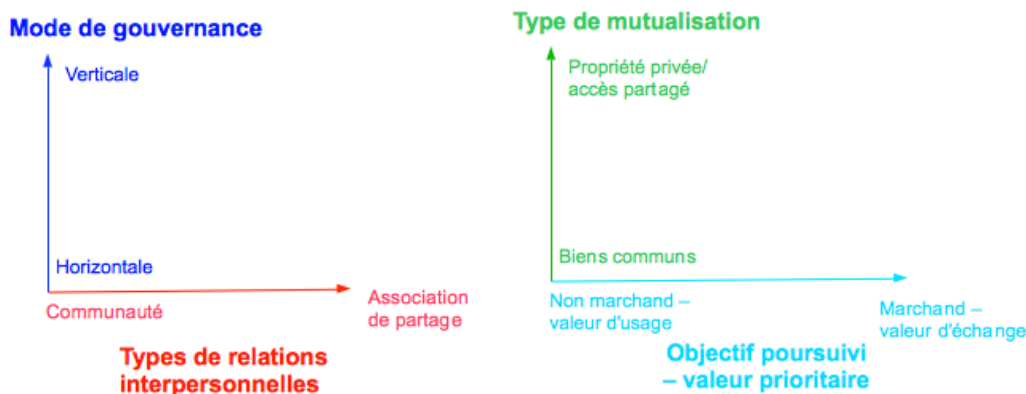 Mode de gouvernance
Verticale
Horizontale
Communauté
Association
de partage
Types de relations
interpersonnelles
Type de mutualisation
Propriété privée/
accès partagé
Biens communs
Non marchand –
valeur d'usage
Marchand –
valeur d'échange
Objectif poursuivi
– valeur prioritaire